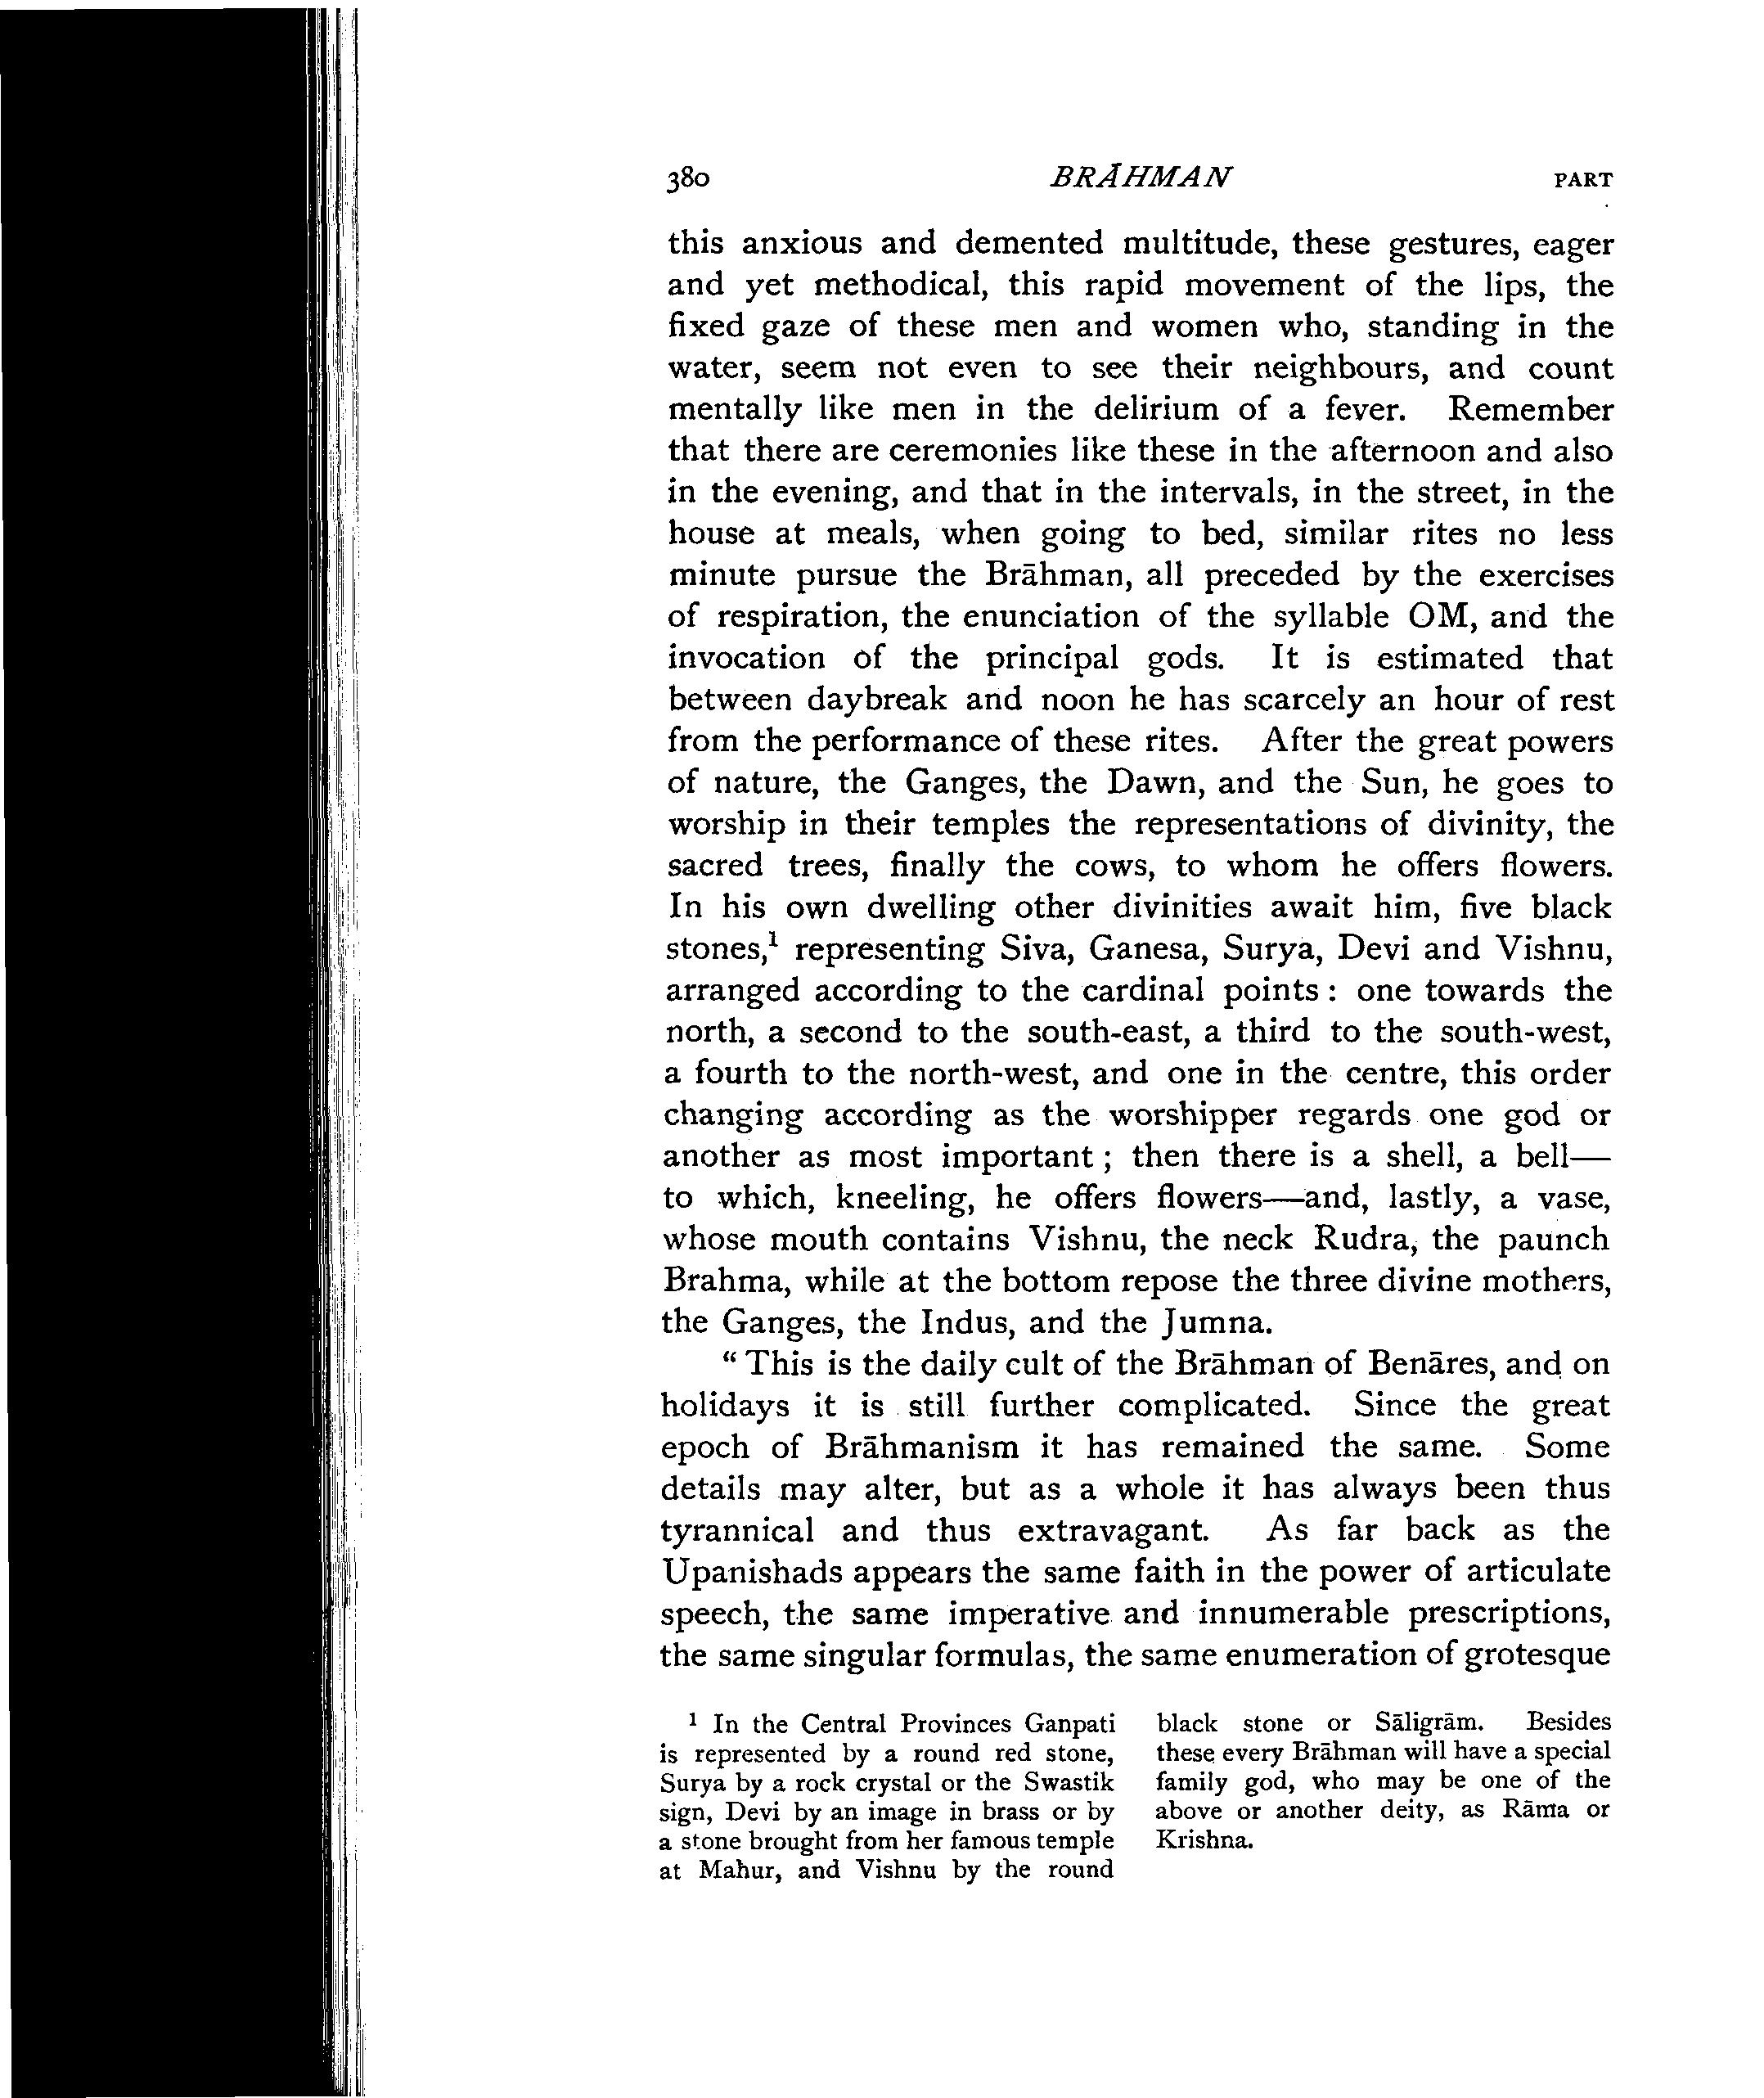 380 BRĀHMAN PART
this anxious and demented multitude, these gestures, eager
and yet methodical, this rapid movement of the lips, the
fixed gaze of these men and women who, standing in the
water, seem not even to see their neighbours, and count
mentally like men in the delirium of a fever. Remember
that there are ceremonies like these in the afternoon and also
in the evening, and that in the intervals, in the street, in the
house at meals, when going to bed, similar rites no less
minute pursue the Brāhman, all preceded by the exercises
of respiration, the enunciation of the syllable OM, and the
invocation of the principal gods. It is estimated that
between daybreak and noon he has scarcely an hour of rest
from the performance of these rites. After the great powers
of nature, the Ganges, the Dawn, and the Sun, he goes to
worship in their temples the representations of divinity, the
sacred trees, finally the cows, to whom he offers flowers.
In his own dwelling other divinities await him, five black
stones,¹ representing Siva, Ganesa, Surya, Devi and Vishnu,
arranged according to the cardinal points : one towards the
north, a second to the south-east, a third to the south-west,
a fourth to the north-west, and one in the centre, this order
changing according as the worshipper regards one god or
another as most important ; then there is a shell, a bell—
to which, kneeling, he offers flowers—and, lastly, a vase,
whose mouth contains Vishnu, the neck Rudra, the paunch
Brahma, while at the bottom repose the three divine mothers,
the Ganges, the Indus, and the Jumna.
“ This is the daily cult of the Brāhman of Benāres, and on
holidays it is still further complicated. Since the great
epoch of Brāhmanism it has remained the same. Some
details may alter, but as a whole it has always been thus
tyrannical and thus extravagant. As far back as the
Upanishads appears the same faith in the power of articulate
speech, the same imperative and innumerable prescriptions,
the same singular formulas, the same enumeration of grotesque
¹ In the Central Provinces Ganpati
is represented by a round red stone,
Surya by a rock crystal or the Swastik
sign, Devi by an image in brass or by
a stone brought from her famous temple
at Mahur, and Vishnu by the round
black stone or Sāligrām. Besides
these every Brāhman will have a special
family god, who may be one of the
above or another deity, as Rāma or
Krishna.